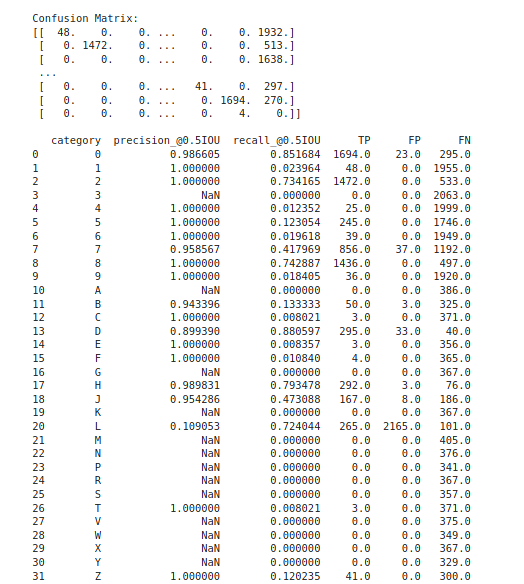 Confusion Matrix:
[[  48.    0.    0. ...    0.    0. 1932.]
 [   0. 1472.    0. ...    0.    0.  513.]
 [   0.    0.    0. ...    0.    0. 1638.]
 ...
 [   0.    0.    0. ...   41.    0.  297.]
 [   0.    0.    0. ...    0. 1694.  270.]
 [   0.    0.    0. ...    0.    4.    0.]]
category precision_@0.5IOU recall_@0.5IOU TP FP FN
0 0 0.986605 0.851684 1694.0 23.0 295.0
1 1 1.000000 0.023964 48.0 0.0 1955.0
2 2 1.000000 0.734165 1472.0 0.0 533.0
3 3 NaN 0.000000 0.0 0.0 2063.0
4 4 1.000000 0.012352 25.0 0.0 1999.0
5 5 1.000000 0.123054 245.0 0.0 1746.0
6 6 1.000000 0.019618 39.0 0.0 1949.0
7 7 0.958567 0.417969 856.0 37.0 1192.0
8 8 1.000000 0.742887 1436.0 0.0 497.0
9 9 1.000000 0.018405 36.0 0.0 1920.0
10 A NaN 0.000000 0.0 0.0 386.0
11 B 0.943396 0.133333 50.0 3.0 325.0
12 C 1.000000 0.008021 3.0 0.0 371.0
13 D 0.899390 0.880597 295.0 33.0 40.0
14 E 1.000000 0.008357 3.0 0.0 356.0
15 F 1.000000 0.010840 4.0 0.0 365.0
16 G NaN 0.000000 0.0 0.0 367.0
17 H 0.989831 0.793478 292.0 3.0 76.0
18 J 0.954286 0.473088 167.0 8.0 186.0
19 K NaN 0.000000 0.0 0.0 367.0
20 L 0.109053 0.724044 265.0 2165.0 101.0
21 M NaN 0.000000 0.0 0.0 405.0
22 N NaN 0.000000 0.0 0.0 376.0
23 P NaN 0.000000 0.0 0.0 341.0
24 R NaN 0.000000 0.0 0.0 367.0
25 S NaN 0.000000 0.0 0.0 357.0
26 T 1.000000 0.008021 3.0 0.0 371.0
27 V NaN 0.000000 0.0 0.0 375.0
28 W NaN 0.000000 0.0 0.0 349.0
29 X NaN 0.000000 0.0 0.0 367.0
30 Y NaN 0.000000 0.0 0.0 329.0
31 Z 1.000000 0.120235 41.0 0.0 300.0